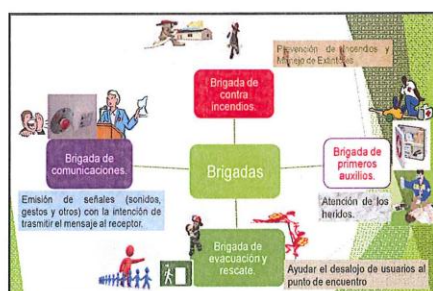 Prevención de Incendios y
Manejo de Extintores
Brigada de
contra
incendios.
Brigada de
comunicaciones.
Brigadas
Brigada de
primeros
auxilios.
Emisión de señales (sonidos,
gestos y otros) con la intención de
trasmitir el mensaje al receptor.
Atención de los
heridos.
Brigada de
evacuación y
rescate.
Ayudar el desalojo de usuarios al
punto de encuentro